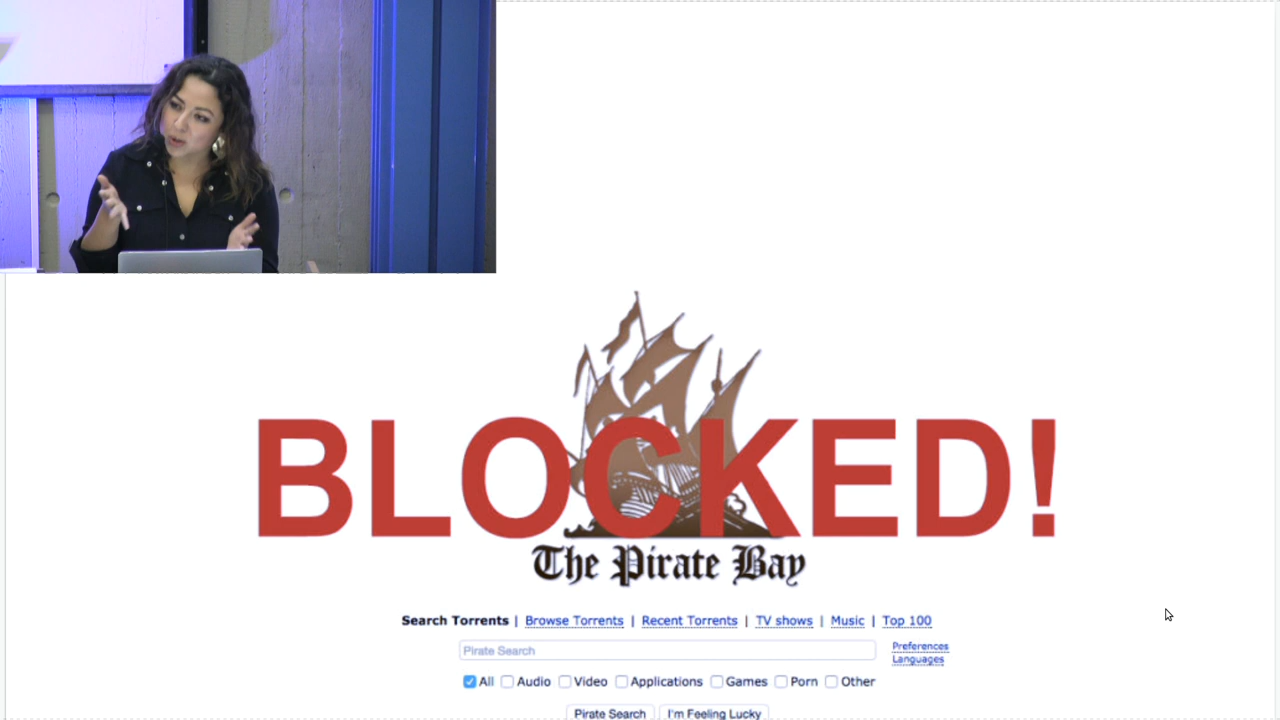 BLOCKED!
The Pirate Bay
Search Torrents | Browse Torrents | Recent Torrents | TV shows | Music | Top 100
Pirate Search
Preferences
Languages
All Audio Video Applications Games Porn Other
Pirate Search I'm Feeling Lucky